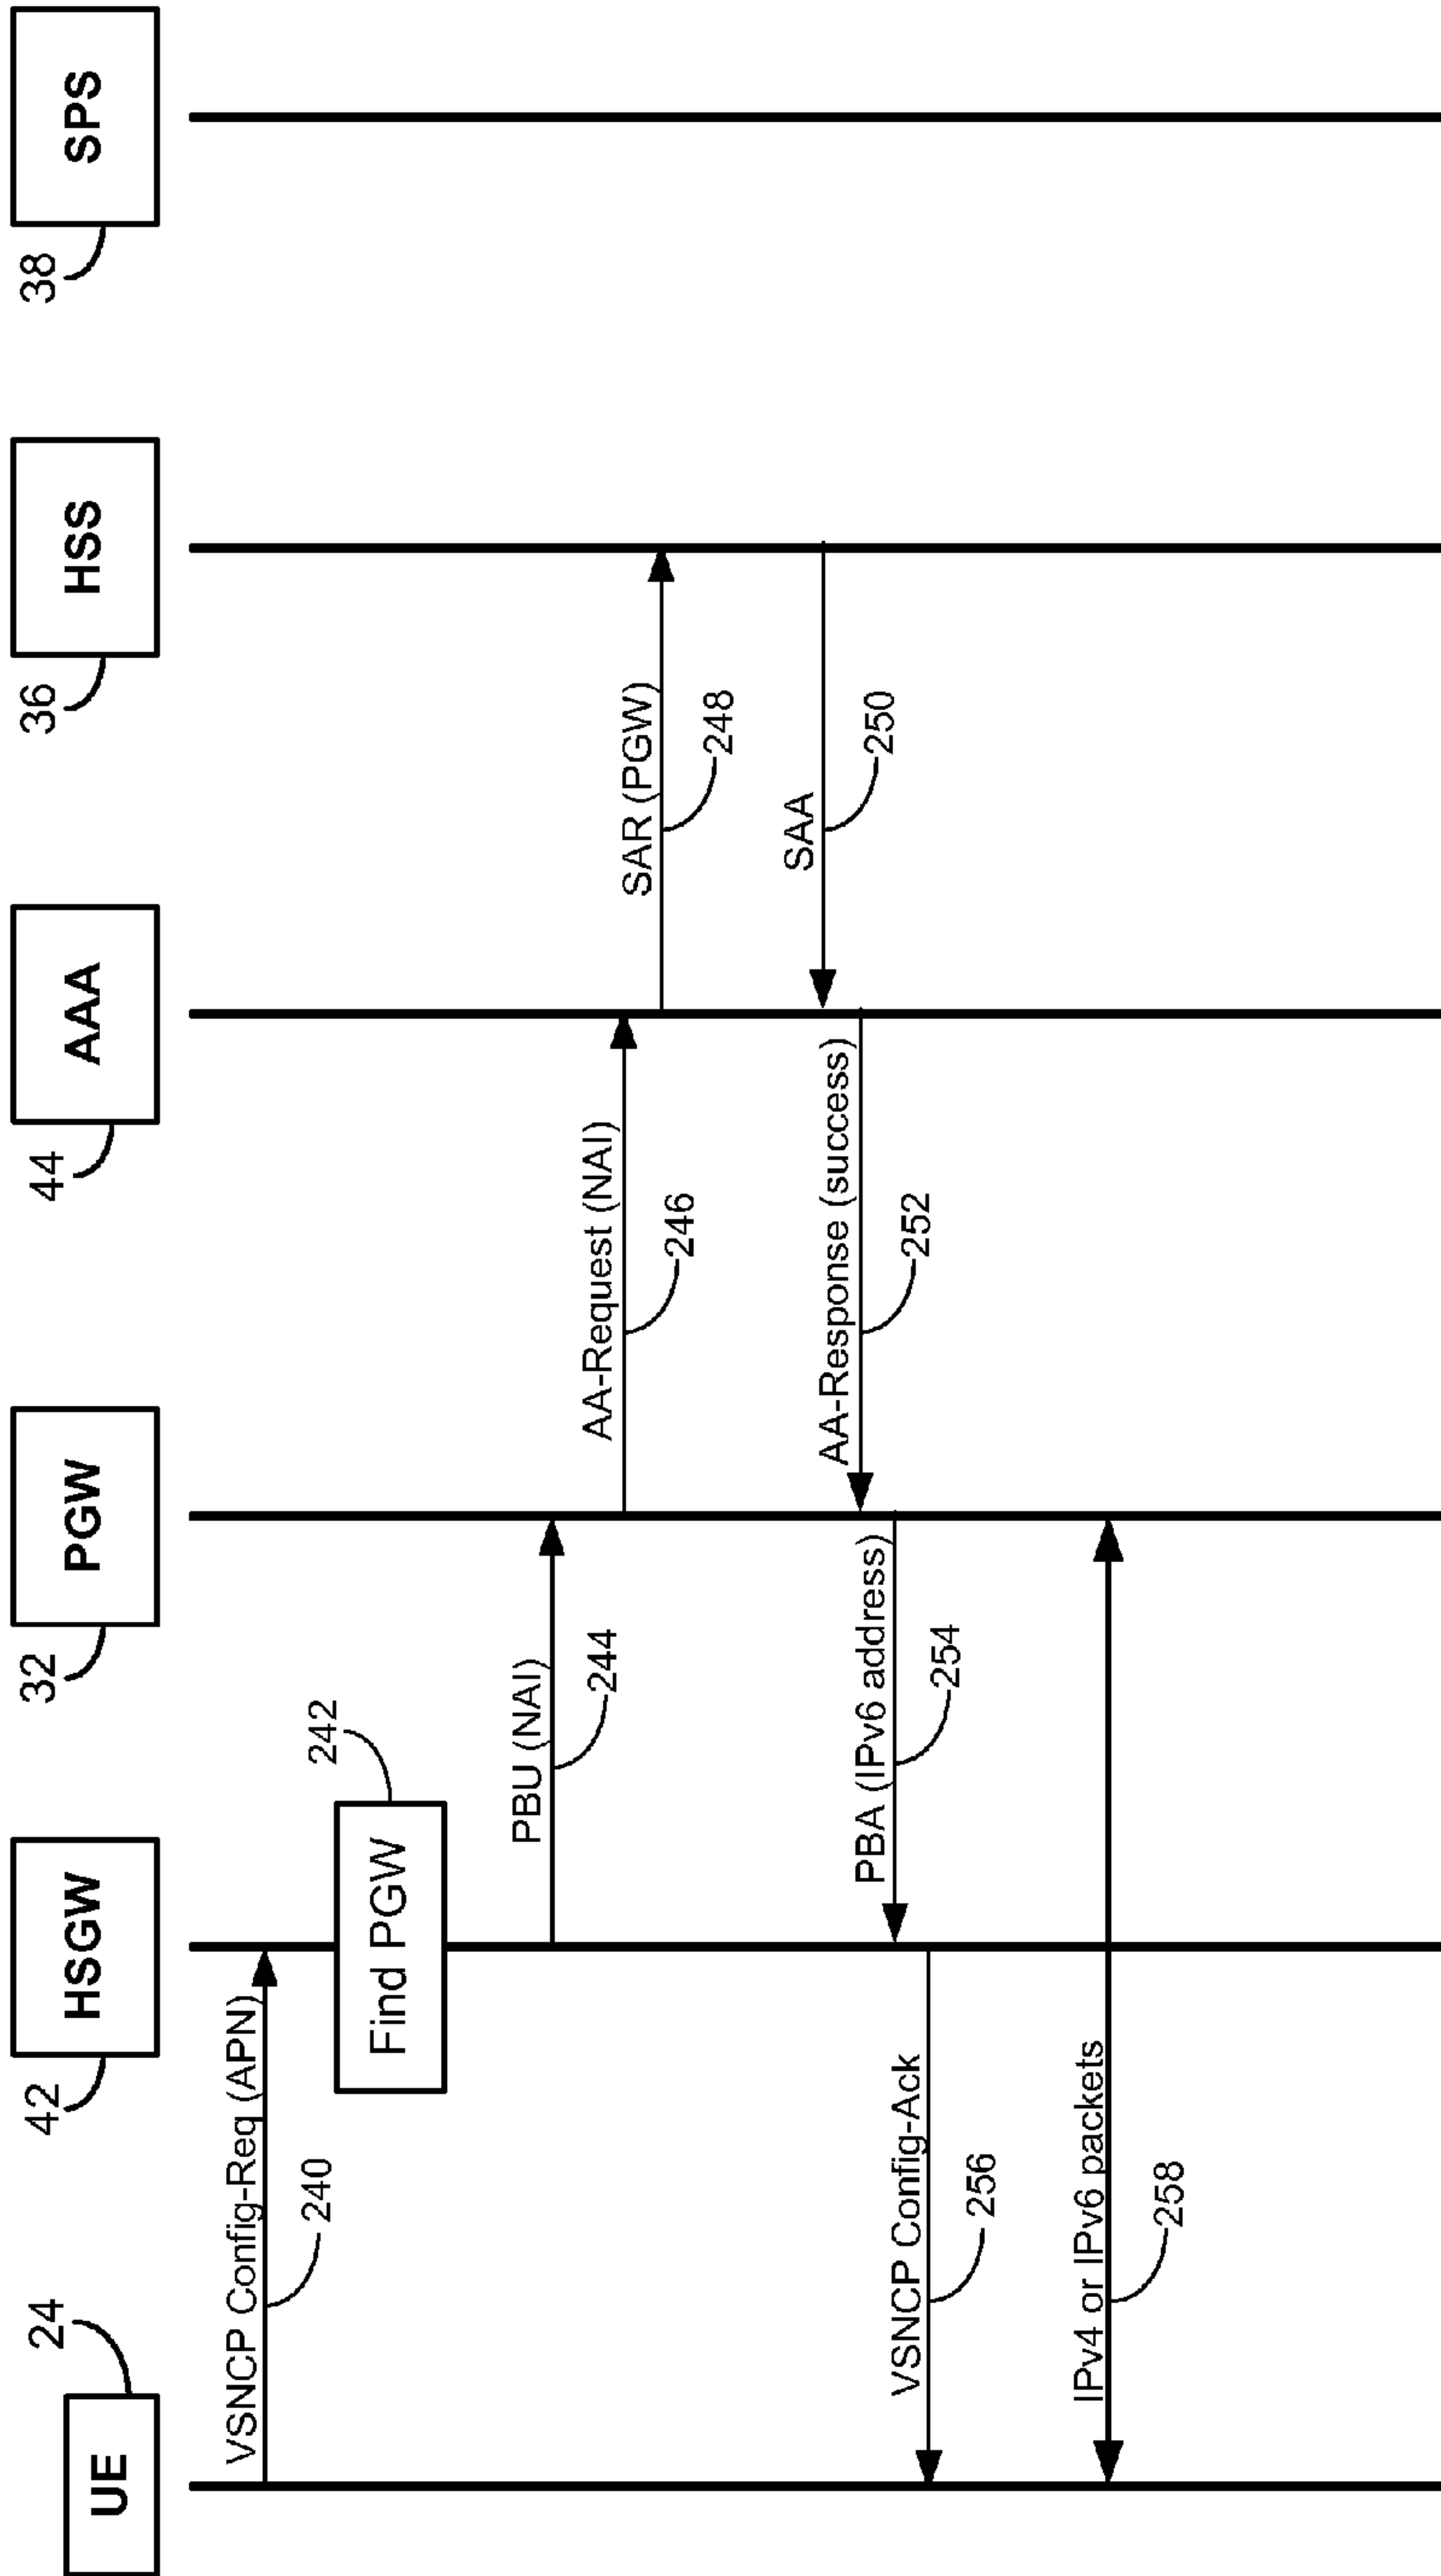 UE
24
HSGW
42
PGW
32
AAA
44
HSS
36
SPS
38
VSNCP Config-Req (APN)
240
Find PGW
242
PBU (NAI)
244
AA-Request (NAI)
246
SAR (PGW)
248
SAA
250
AA-Response (success)
252
PBA (IPv6 address)
254
VSNCP Config-Ack
256
IPv4 or IPv6 packets
258